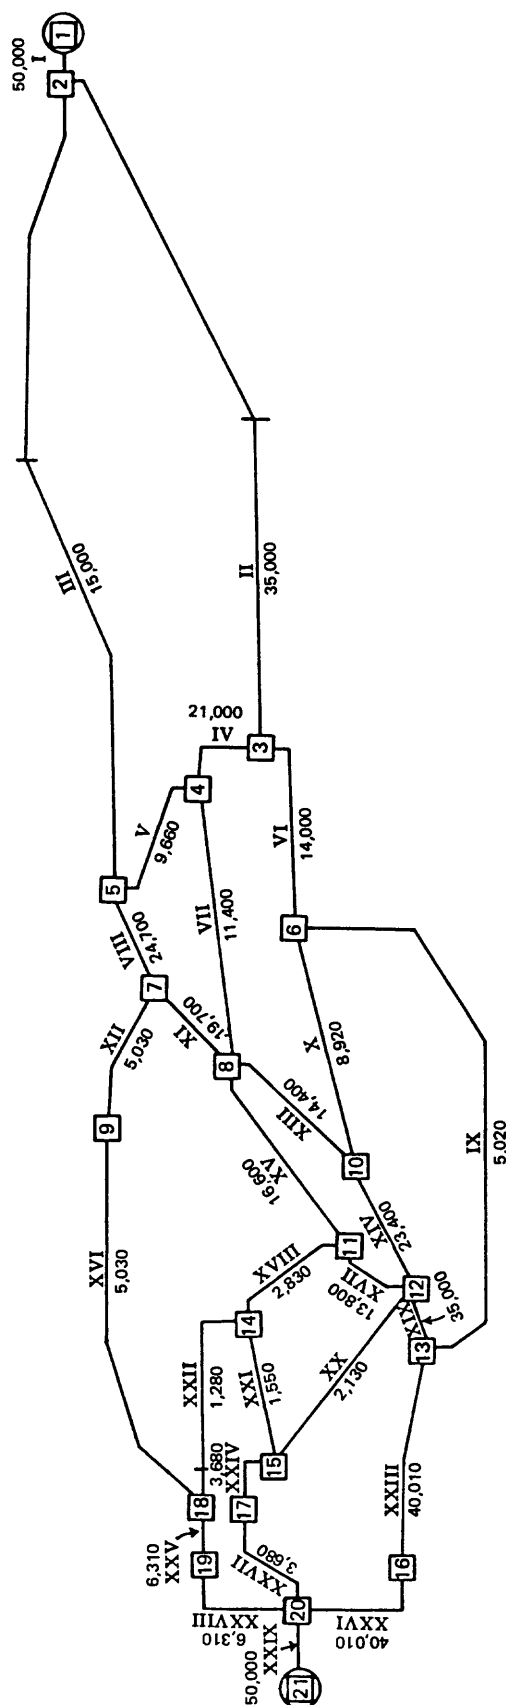 1
50,000
I
2
III
15,000
II
35,000
21,000
IV
3
4
V
9,660
VI
14,000
5
VII
11,400
VIII
24,700
6
7
XII
5,030
XI
19,700
8
X
8,920
9
XIII
14,400
IX
5,020
10
XV
16,600
XIV
23,400
11
XVI
5,030
XVIII
2,830
XVII
13,800
12
XIX
35,000
13
14
XX
2,130
XXII
1,280
XXI
1,550
15
3,680
XXIV
XXIII
40,010
18
17
6,310
XXV
19
16
XXVII
3,680
XXVIII
6,310
20
XXVI
40,010
50,000
XXIX
21